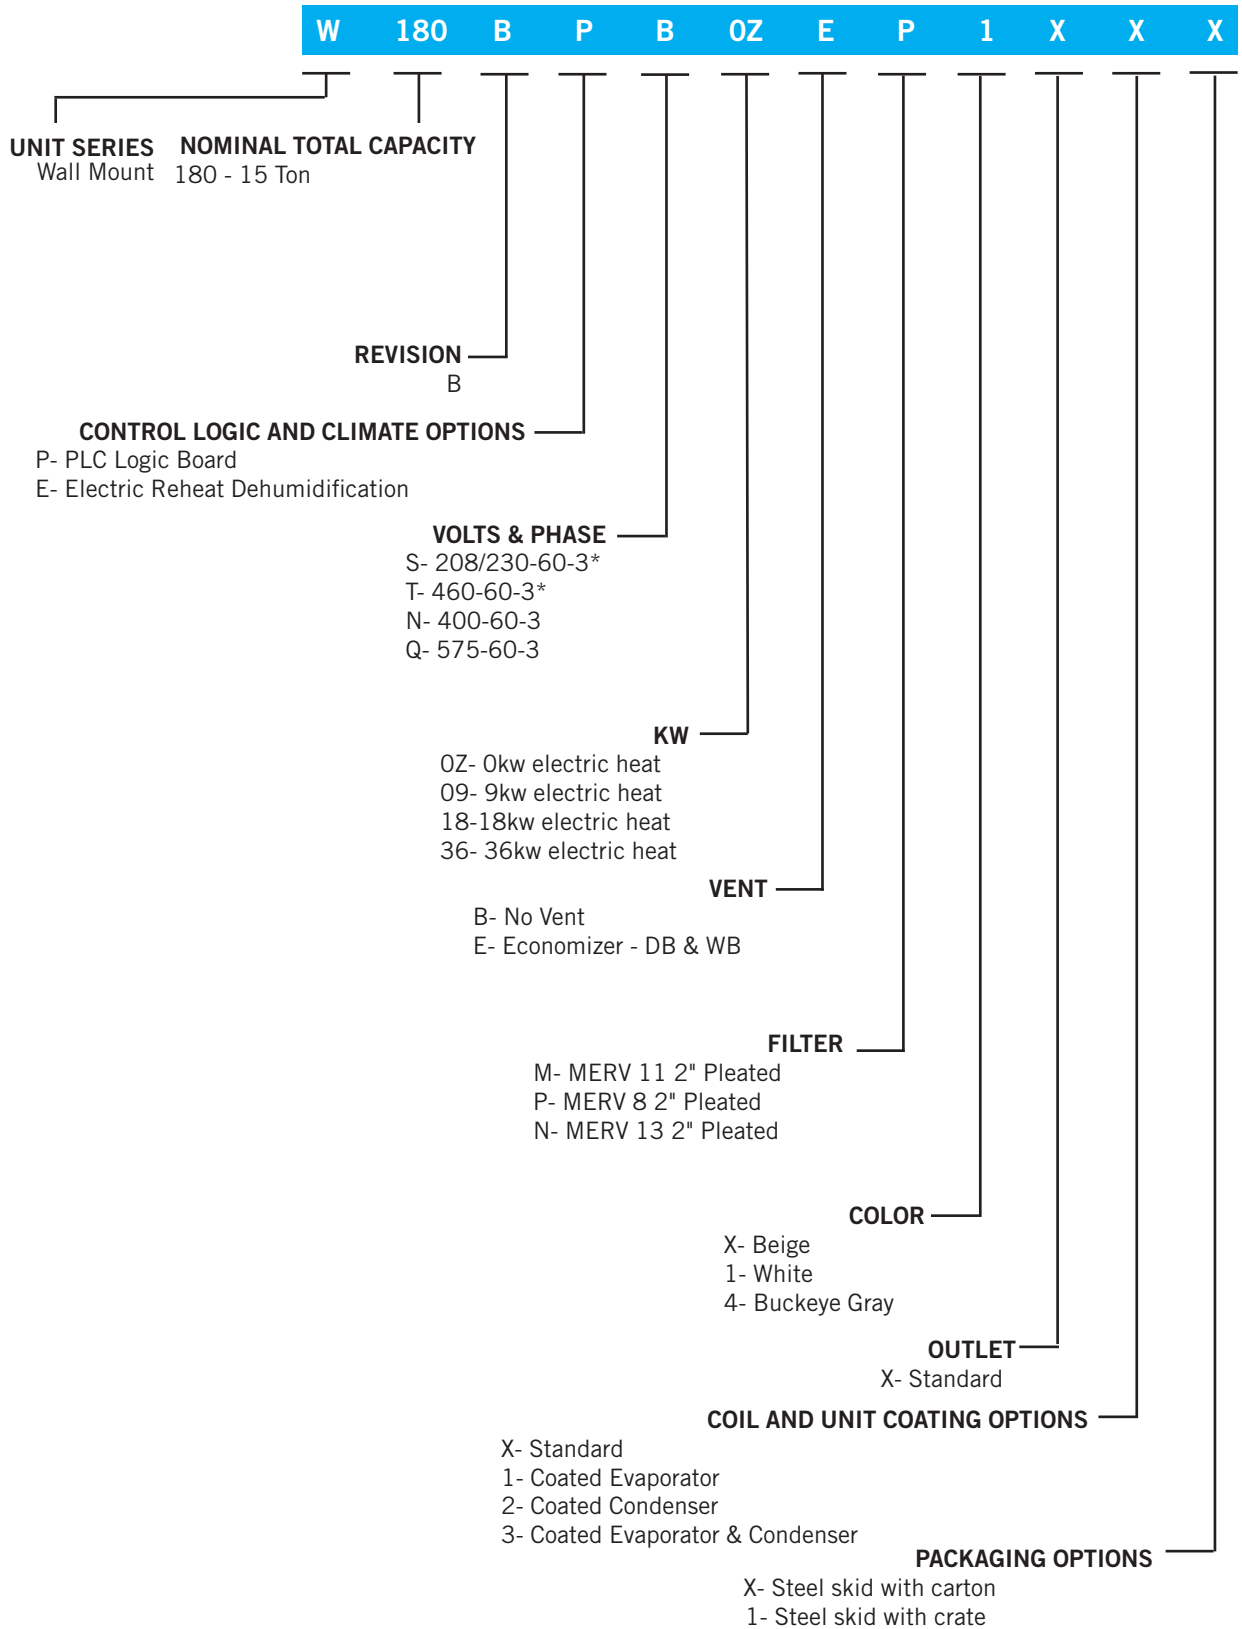 W 180 B P B 0Z E P 1 X X X
UNIT SERIES
Wall Mount
NOMINAL TOTAL CAPACITY
180 - 15 Ton
REVISION
B
CONTROL LOGIC AND CLIMATE OPTIONS
P- PLC Logic Board
E- Electric Reheat Dehumidification
VOLTS & PHASE
S- 208/230-60-3*
T- 460-60-3*
N- 400-60-3
Q- 575-60-3
KW
0Z- 0kw electric heat
09- 9kw electric heat
18-18kw electric heat
36- 36kw electric heat
VENT
B- No Vent
E- Economizer - DB & WB
FILTER
M- MERV 11 2" Pleated
P- MERV 8 2" Pleated
N- MERV 13 2" Pleated
COLOR
X- Beige
1- White
4- Buckeye Gray
OUTLET
X- Standard
COIL AND UNIT COATING OPTIONS
X- Standard
1- Coated Evaporator
2- Coated Condenser
3- Coated Evaporator & Condenser
PACKAGING OPTIONS
X- Steel skid with carton
1- Steel skid with crate